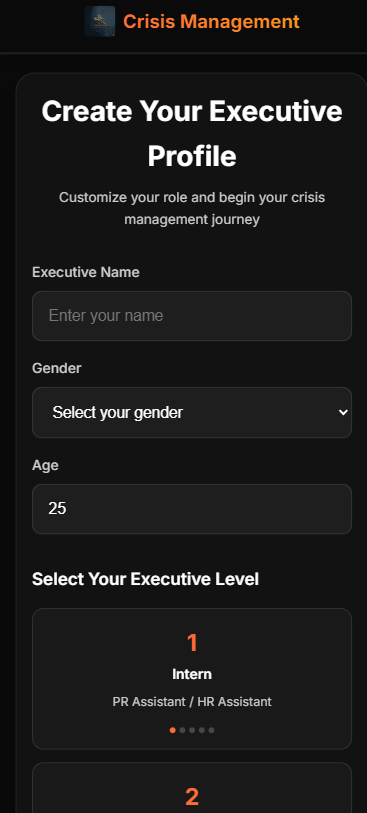 Crisis Management
Create Your Executive
Profile
Customize your role and begin your crisis
management journey
Executive Name
Enter your name
Gender
Select your gender
Age
25
Select Your Executive Level
1
Intern
PR Assistant / HR Assistant
2